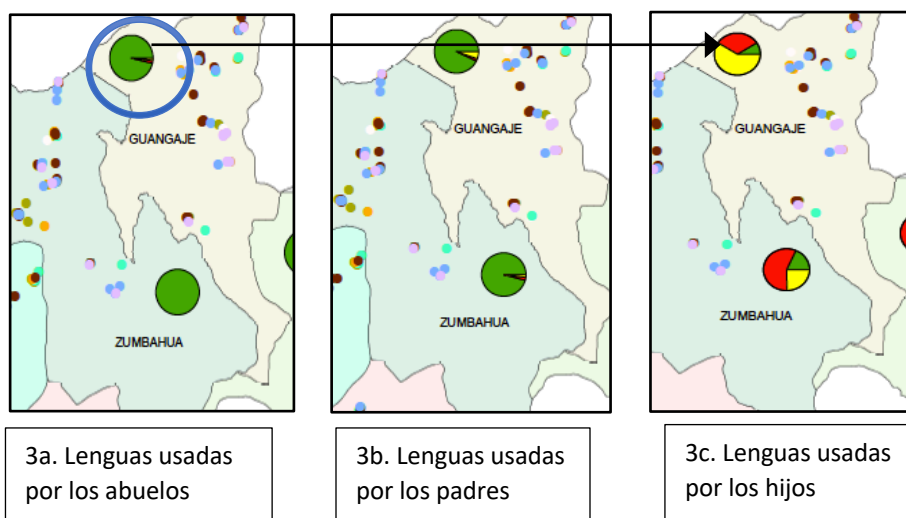 GUANGAJE
ZUMBAHUA
GUANGAJE
ZUMBAHUA
GUANGAJE
ZUMBAHUA
3a. Lenguas usadas
por los abuelos
3b. Lenguas usadas
por los padres
3c. Lenguas usadas
por los hijos